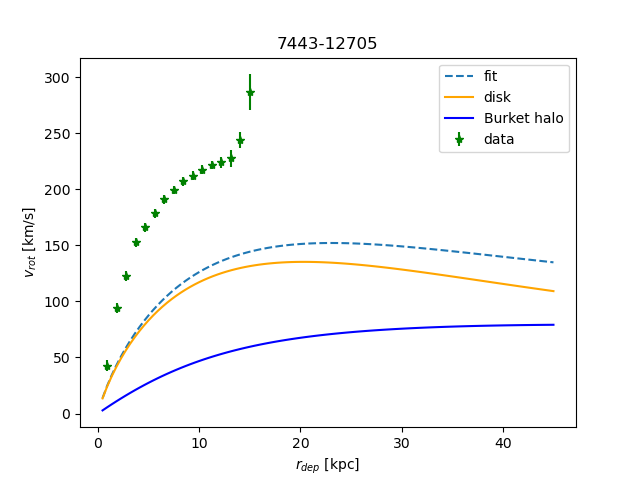 7443-12705
300
250
200
150
100
50
0
v_rot [km/s]
fit
disk
Burket halo
data
0 10 20 30 40
r_dep [kpc]